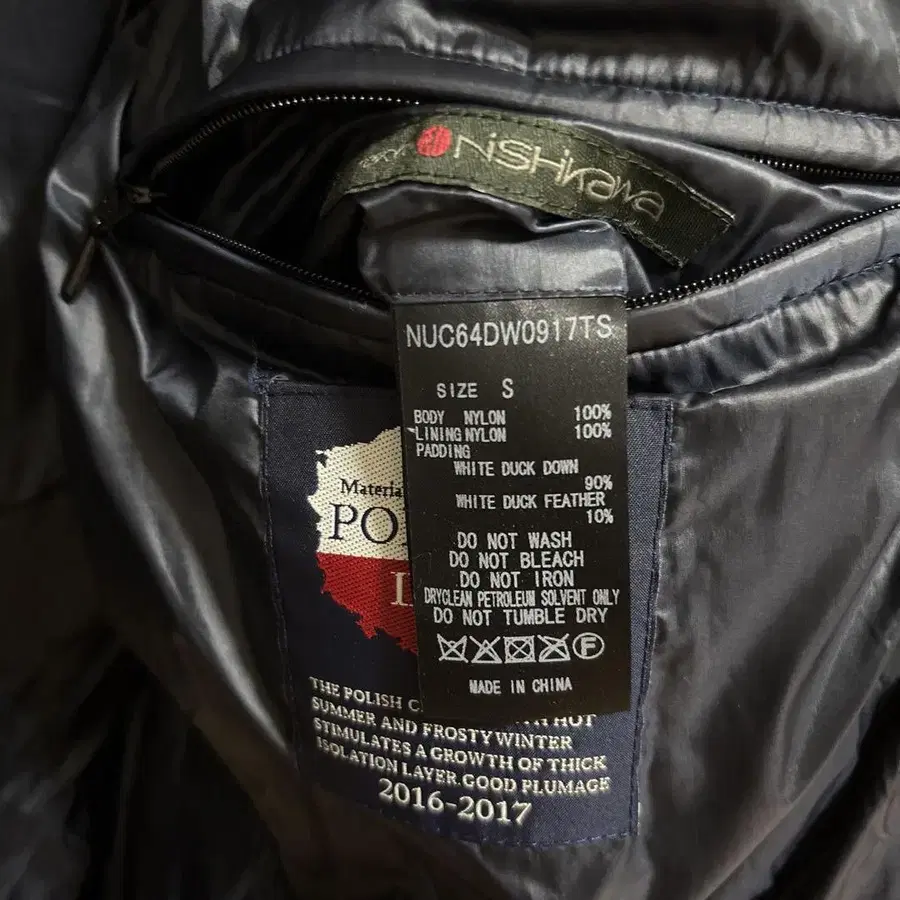 NiSHiKaWa
NUC64DW0917TS
SIZE S
BODY NYLON 100%
LINING NYLON 100%
PADDING
WHITE DUCK DOWN
90%
WHITE DUCK FEATHER
10%
DO NOT WASH
DO NOT BLEACH
DO NOT IRON
DRYCLEAN PETROLEUM SOLVENT ONLY
DO NOT TUMBLE DRY
F
MADE IN CHINA
Materia
PO
THE POLISH C
HOT
SUMMER AND FROSTY WINTER
STIMULATES A GROWTH OF THICK
ISOLATION LAYER.GOOD PLUMAGE
2016-2017